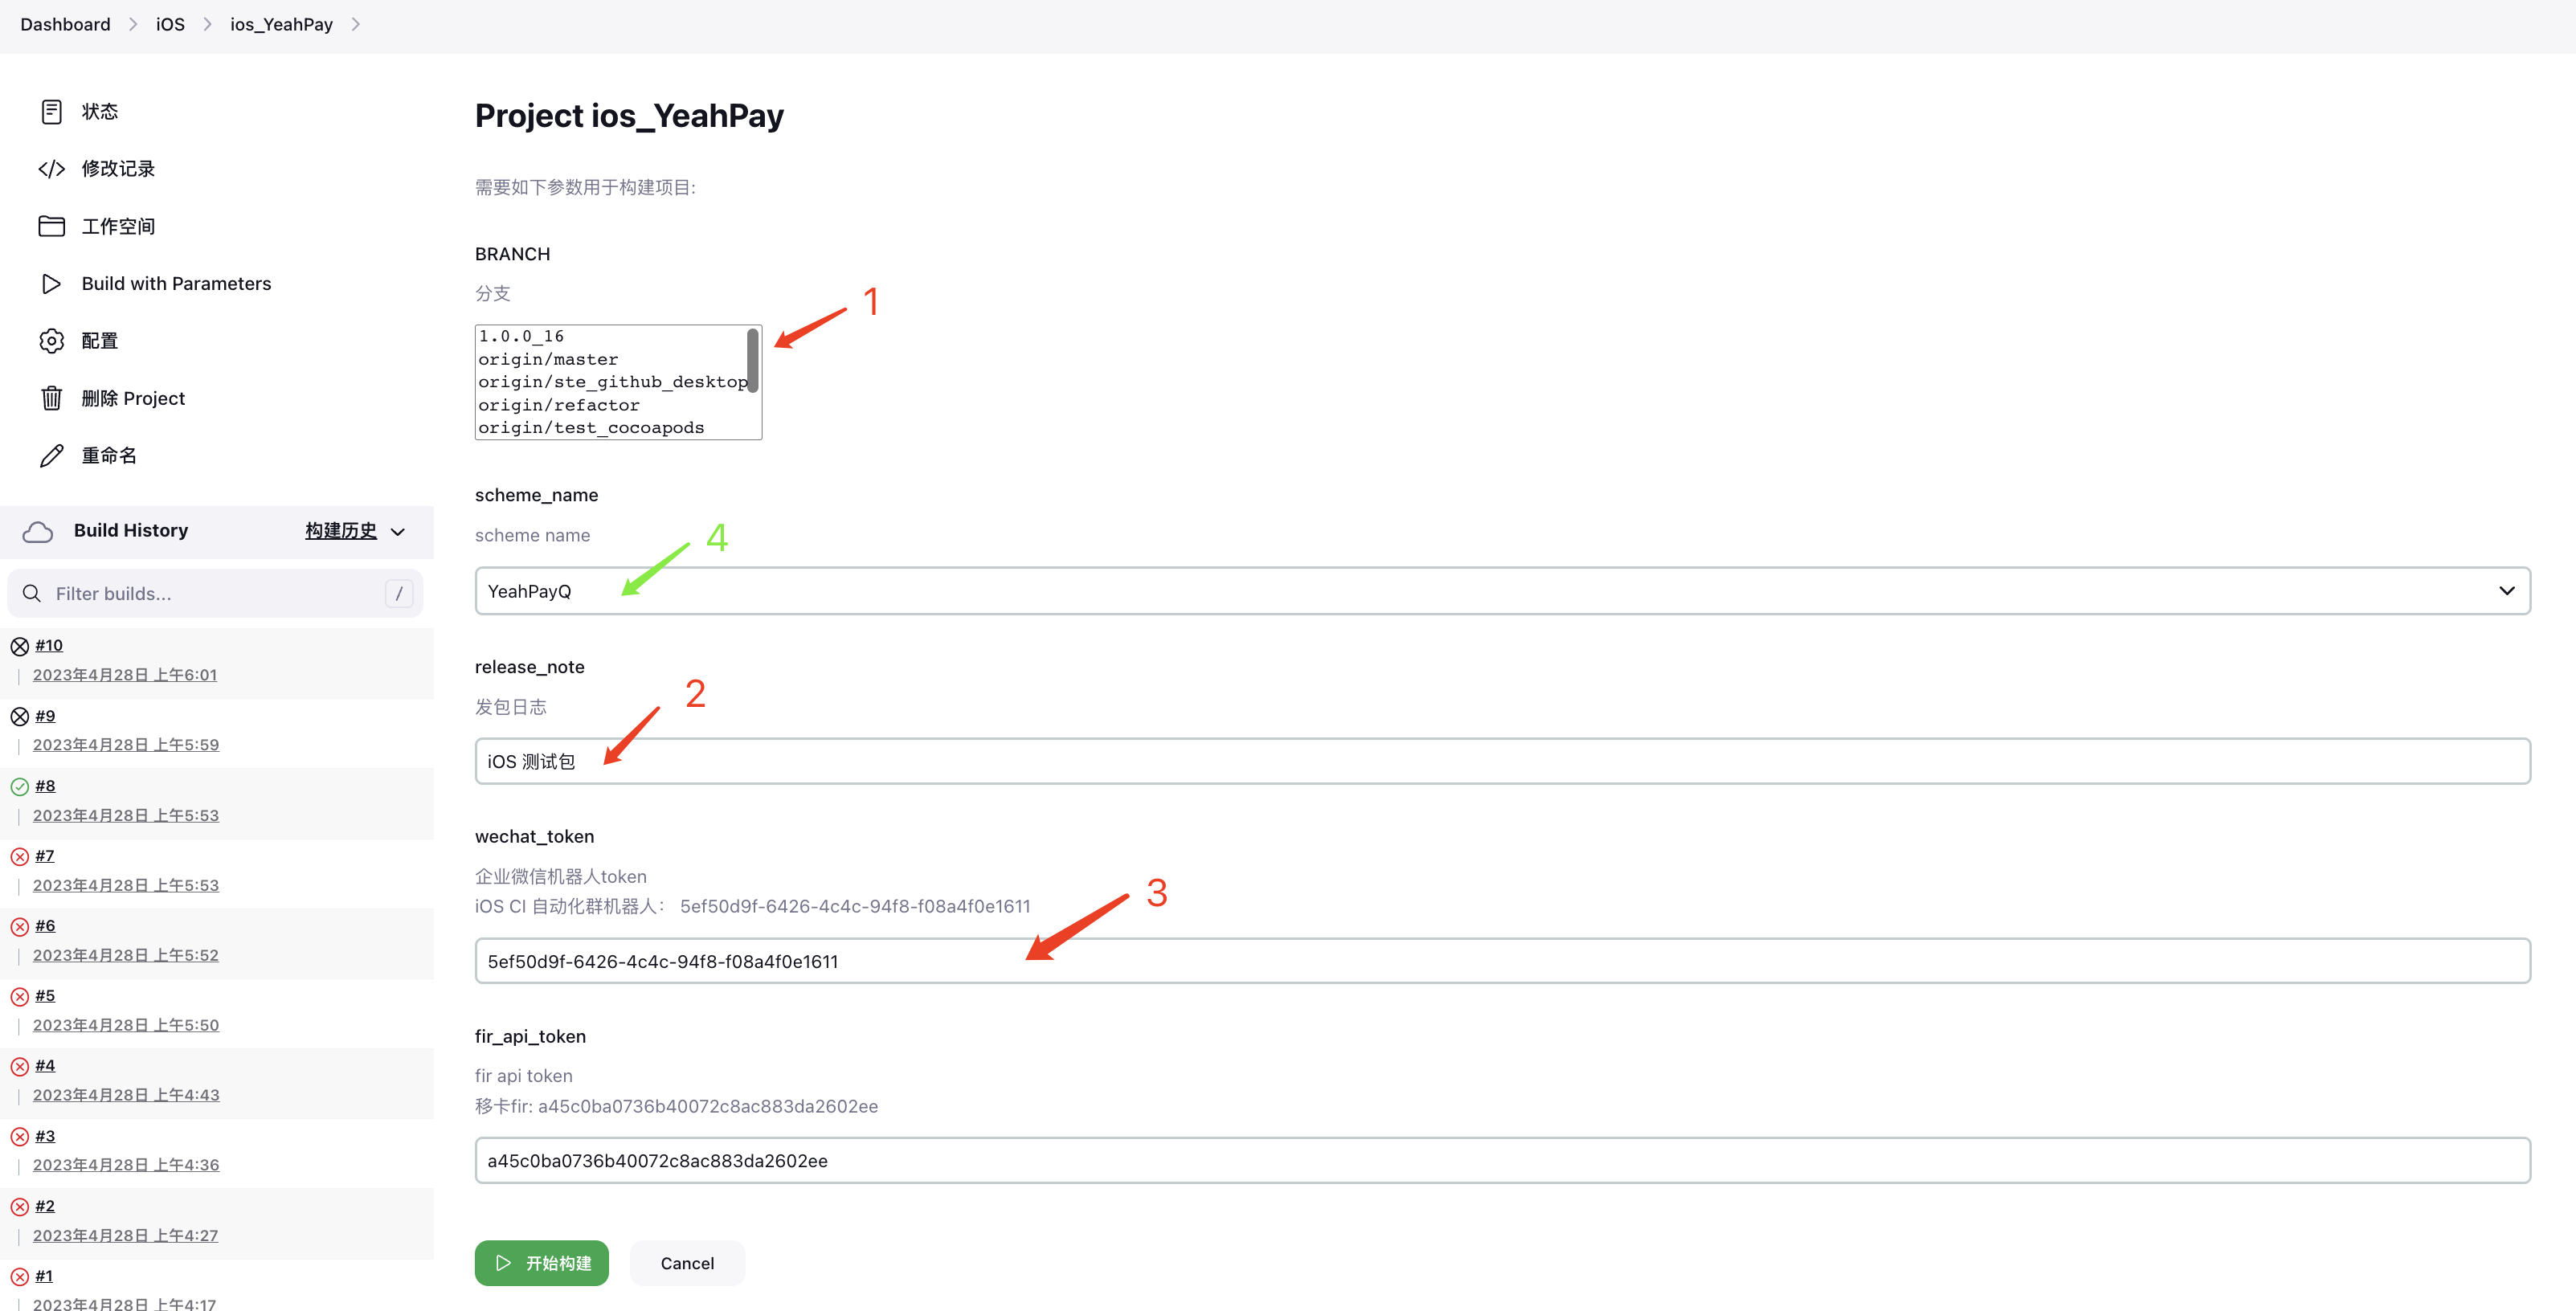 Dashboard
iOS
ios_YeahPay
状态
修改记录
工作空间
Build with Parameters
配置
删除 Project
重命名
Build History
构建历史
Filter builds...
/
#10
2023年4月28日 上午6:01
#9
2023年4月28日 上午5:59
#8
2023年4月28日 上午5:53
#7
2023年4月28日 上午5:53
#6
2023年4月28日 上午5:52
#5
2023年4月28日 上午5:50
#4
2023年4月28日 上午4:43
#3
2023年4月28日 上午4:36
#2
2023年4月28日 上午4:27
#1
2023年4月28日 上午4:17
Project ios_YeahPay
需要如下参数用于构建项目:
BRANCH
分支
1
1.0.0_16
origin/master
origin/ste_github_desktop
origin/refactor
origin/test_cocoapods
scheme_name
scheme name
4
YeahPayQ
release_note
发包日志
2
iOS 测试包
wechat_token
企业微信机器人token
iOS CI 自动化群机器人： 5ef50d9f-6426-4c4c-94f8-f08a4f0e1611
3
5ef50d9f-6426-4c4c-94f8-f08a4f0e1611
fir_api_token
fir api token
移卡fir: a45c0ba0736b40072c8ac883da2602ee
a45c0ba0736b40072c8ac883da2602ee
开始构建
Cancel